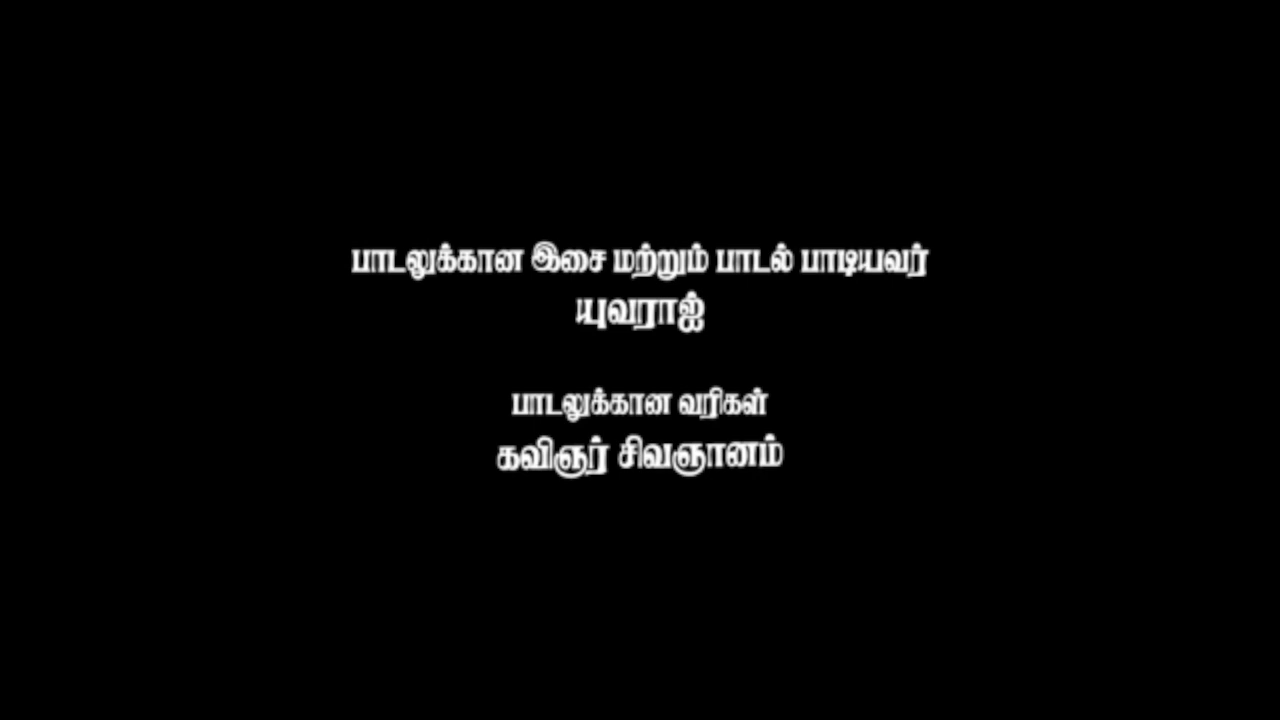 பாடலுக்கான இசை மற்றும் பாடல் பாடியவர்
யுவராஜ்
பாடலுக்கான வரிகள்
கவிஞர் சிவஞானம்